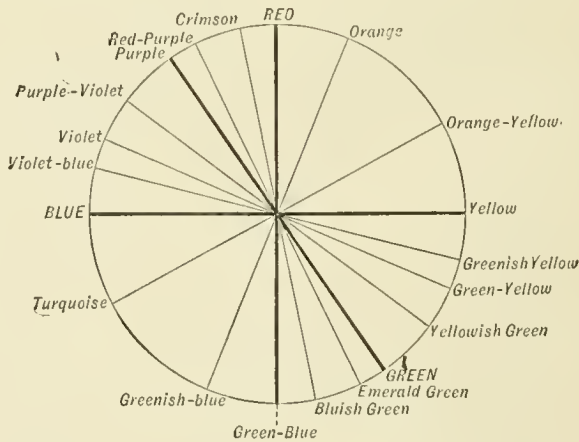 RED
Crimson
Orange
Red-Purple
Purple
Purple-Violet
Orange-Yellow.
Violet
Violet-blue
BLUE
Yellow
Greenish Yellow
Green-Yellow
Turquoise
Yellowish Green
GREEN
Emerald Green
Greenish-blue
Bluish Green
Green-Blue